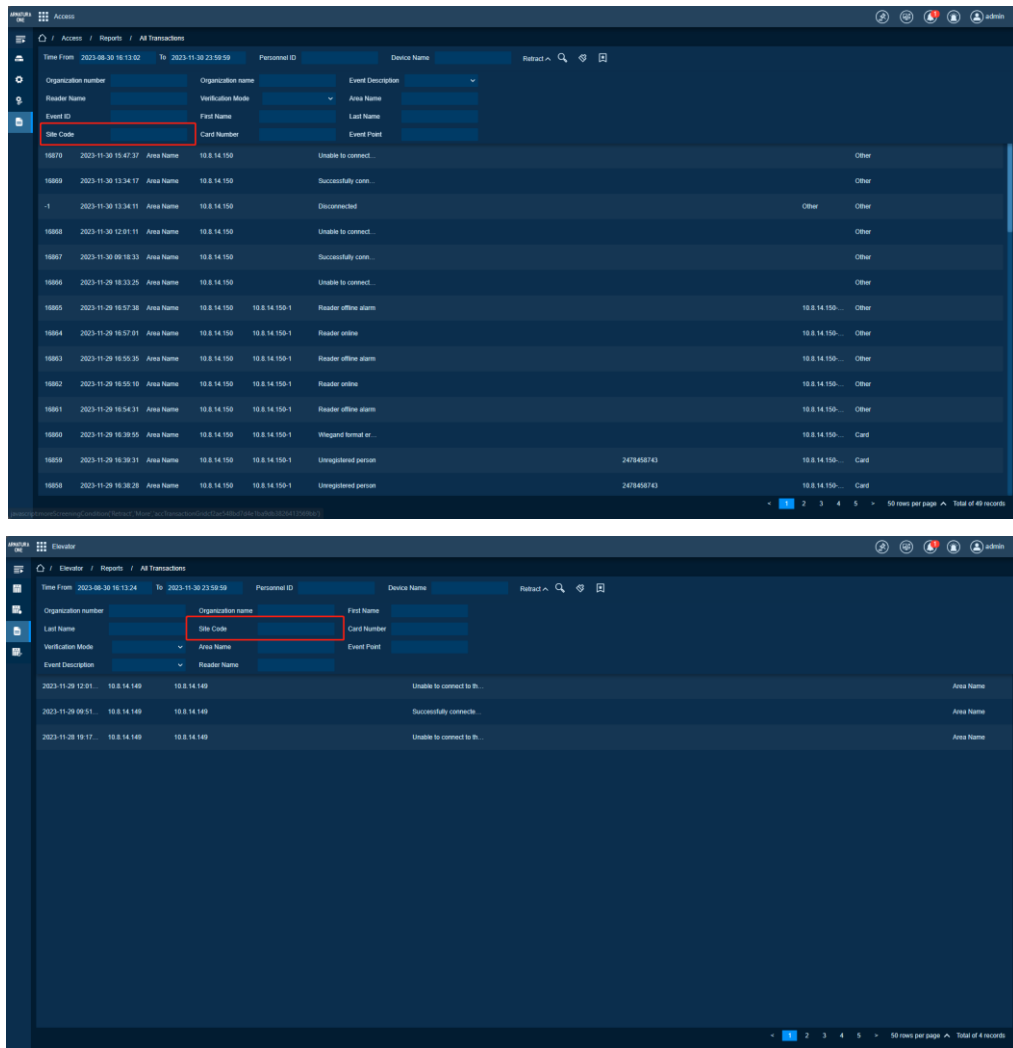 ARMATURA ONE Access admin
/ Access / Reports / All Transactions
Time From 2023-08-30 16:13:02 To 2023-11-30 23:59:59 Personnel ID Device Name Retract
Organization number Organization name Event Description
Reader Name Verification Mode Area Name
Event ID First Name Last Name
Site Code Card Number Event Point
16870 2023-11-30 15:47:37 Area Name 10.8.14.150 Unable to connect... Other
16869 2023-11-30 13:34:17 Area Name 10.8.14.150 Successfully conn... Other
-1 2023-11-30 13:34:11 Area Name 10.8.14.150 Disconnected Other Other
16868 2023-11-30 12:01:11 Area Name 10.8.14.150 Unable to connect... Other
16867 2023-11-30 09:18:33 Area Name 10.8.14.150 Successfully conn... Other
16866 2023-11-29 18:33:25 Area Name 10.8.14.150 Unable to connect... Other
16865 2023-11-29 16:57:38 Area Name 10.8.14.150 10.8.14.150-1 Reader offline alarm 10.8.14.150-... Other
16864 2023-11-29 16:57:01 Area Name 10.8.14.150 10.8.14.150-1 Reader online 10.8.14.150-... Other
16863 2023-11-29 16:55:35 Area Name 10.8.14.150 10.8.14.150-1 Reader offline alarm 10.8.14.150-... Other
16862 2023-11-29 16:55:10 Area Name 10.8.14.150 10.8.14.150-1 Reader online 10.8.14.150-... Other
16861 2023-11-29 16:54:31 Area Name 10.8.14.150 10.8.14.150-1 Reader offline alarm 10.8.14.150-... Other
16860 2023-11-29 16:39:55 Area Name 10.8.14.150 10.8.14.150-1 Wiegand format er... 10.8.14.150-... Card
16859 2023-11-29 16:39:31 Area Name 10.8.14.150 10.8.14.150-1 Unregistered person 2478458743 10.8.14.150-... Card
16858 2023-11-29 16:38:28 Area Name 10.8.14.150 10.8.14.150-1 Unregistered person 2478458743 10.8.14.150-... Card
< 1 2 3 4 5 > 50 rows per page Total of 49 records
ARMATURA ONE Elevator admin
/ Elevator / Reports / All Transactions
Time From 2023-08-30 16:13:24 To 2023-11-30 23:59:59 Personnel ID Device Name Retract
Organization number Organization name First Name
Last Name Site Code Card Number
Verification Mode Area Name Event Point
Event Description Reader Name
2023-11-29 12:01... 10.8.14.149 10.8.14.149 Unable to connect to th... Area Name
2023-11-29 09:51... 10.8.14.149 10.8.14.149 Successfully connecte... Area Name
2023-11-28 19:17... 10.8.14.149 10.8.14.149 Unable to connect to th... Area Name
< 1 2 3 4 5 > 50 rows per page Total of 4 records